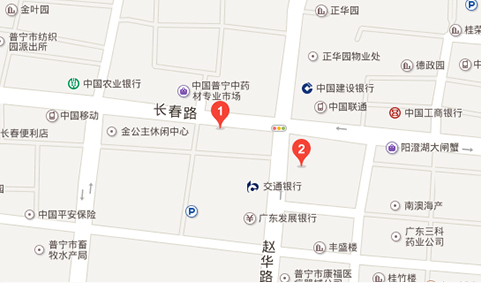 金叶园
正华园
桂荣
普宁市纺织
园派出所
正华园物业处
德政园
中国农业银行
中国普宁中药
材专业市场
中国建设银行
中国移动
长春路
1
中国联通
中国工商银行
长春便利店
金公主休闲中心
2
阳澄湖大闸蟹
交通银行
中国平安保险
P
P
广东发展银行
南澳海产
赵华路
丰盛楼
广东三科
药业公司
普宁市畜
牧水产局
普宁市康福医
桂竹楼